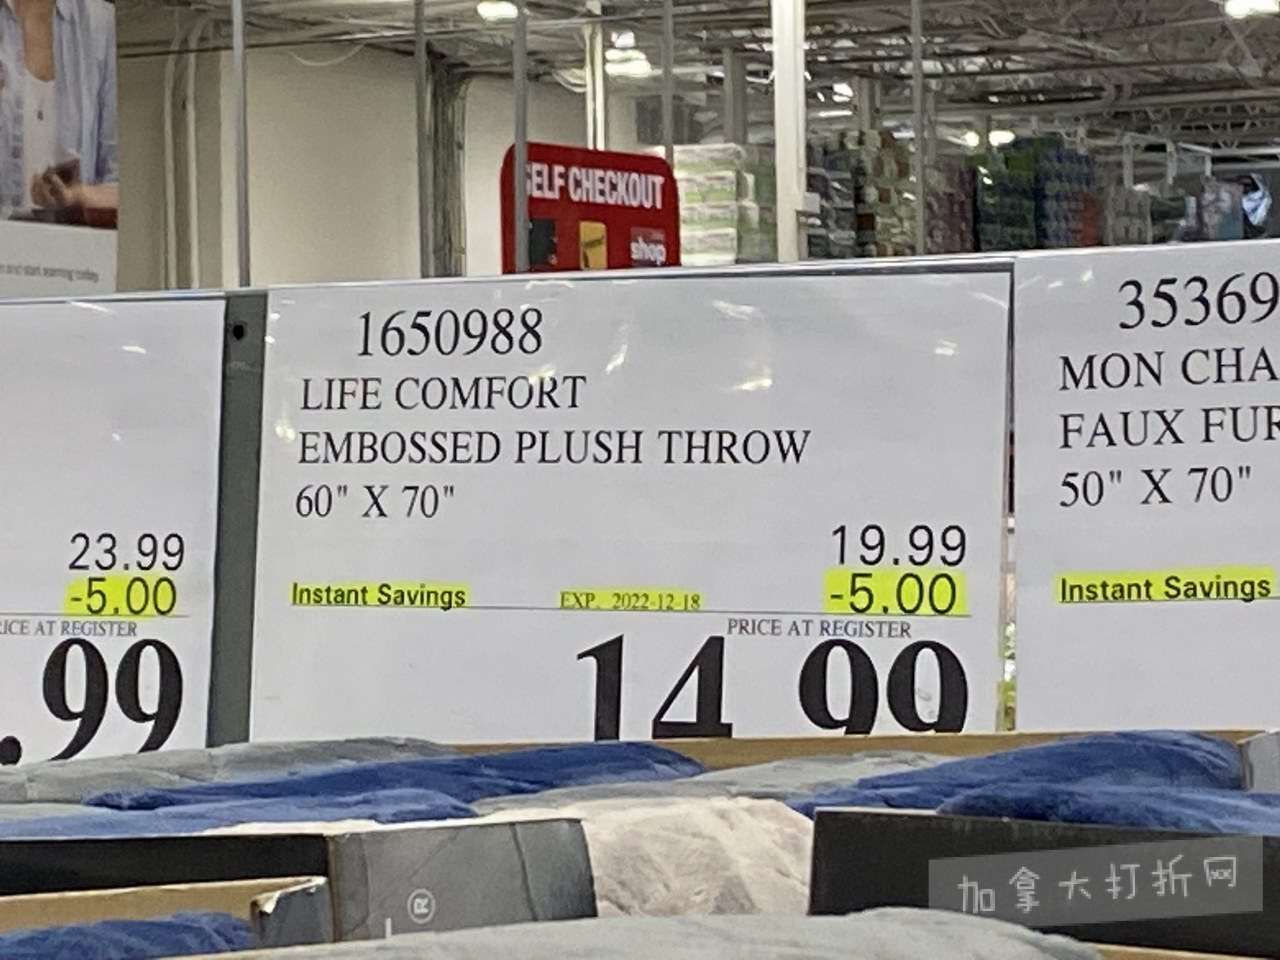 SELF CHECKOUT
shop
1650988
LIFE COMFORT
EMBOSSED PLUSH THROW
60" X 70"
19.99
Instant Savings EXP. 2022-12-18 -5.00
PRICE AT REGISTER
14.99
23.99
-5.00
ICE AT REGISTER
.99
35369
MON CHA
FAUX FUR
50" X 70"
Instant Savings
®
加拿大打折网